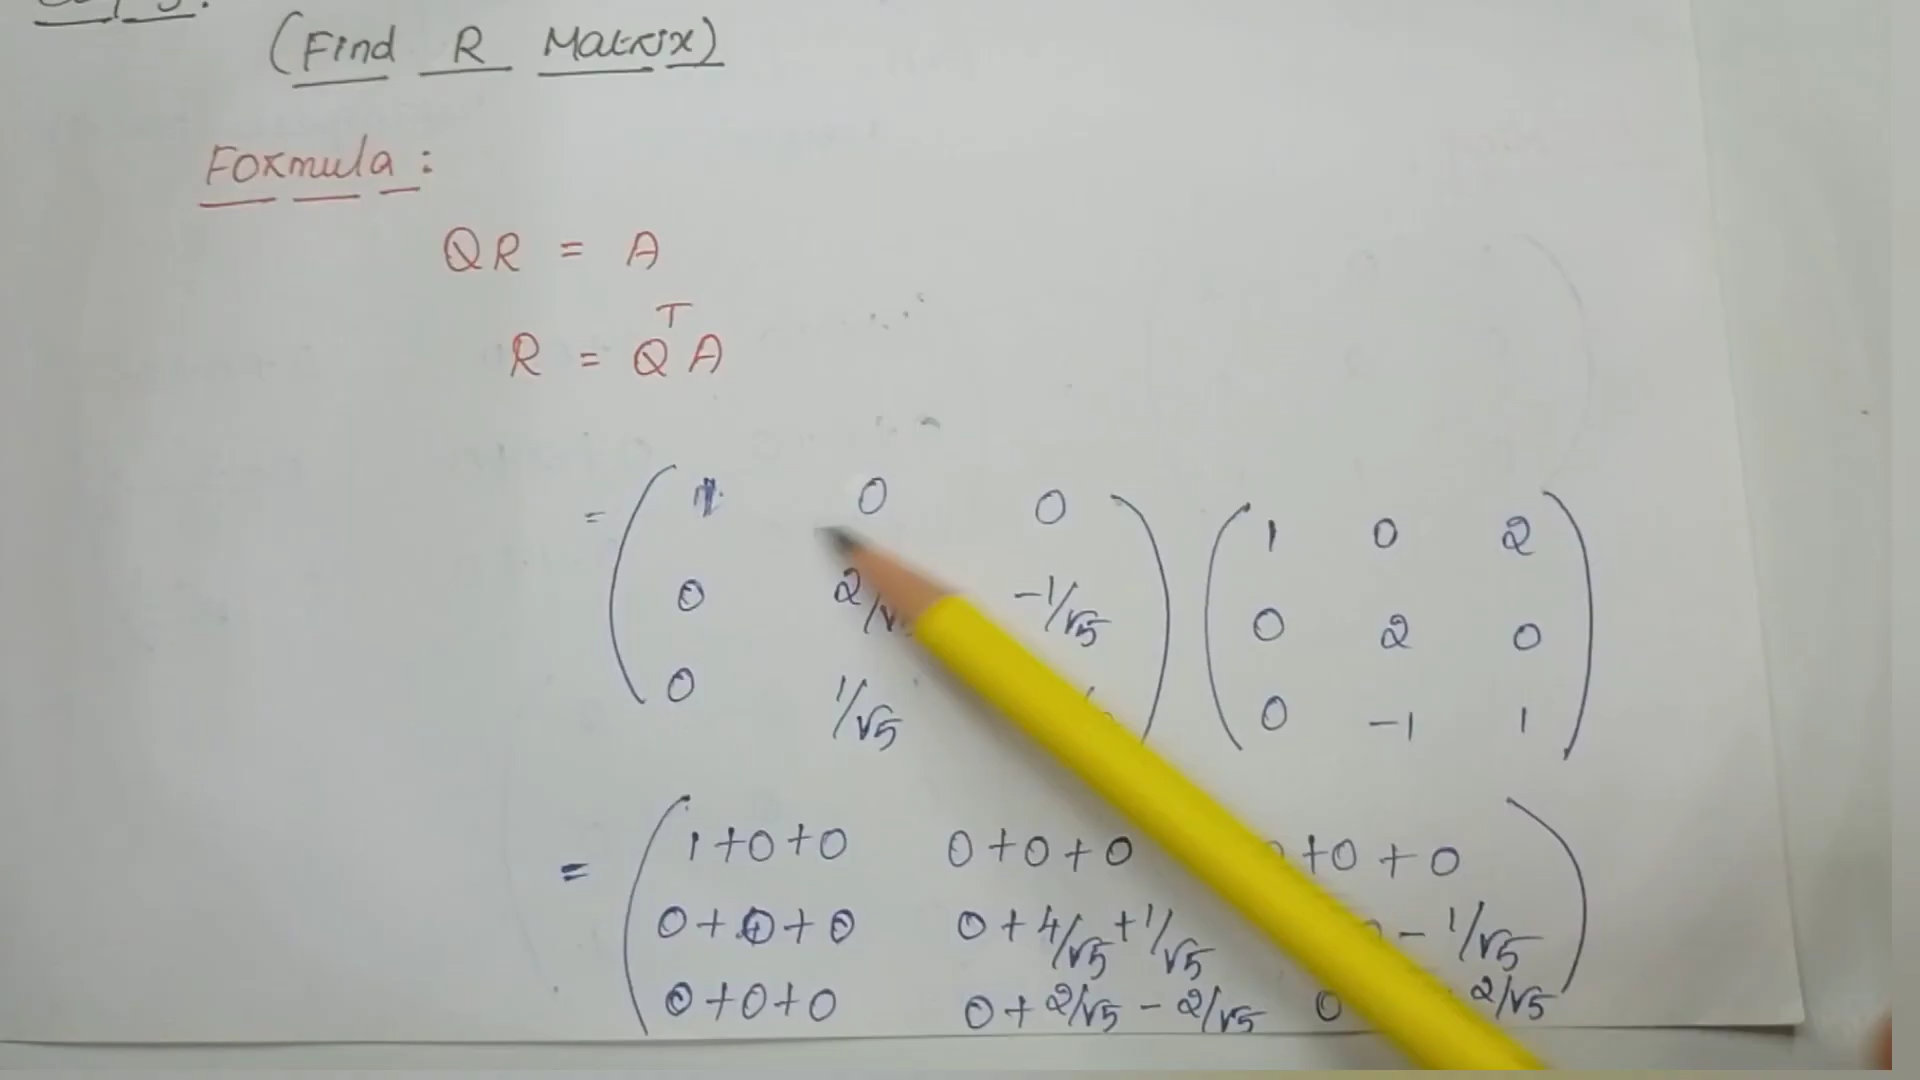 (Find R Matrix)
Formula:
QR = A
R = QᵀA
= ( 1 0 0 ) ( 1 0 2 )
0 2/√ -1/√5 0 2 0
0 1/√5 0 -1 1
= ( 1+0+0 0+0+0 +0+0 )
0+0+0 0+4/√5+1/√5 - 1/√5
0+0+0 0+2/√5-2/√5 0 2/√5